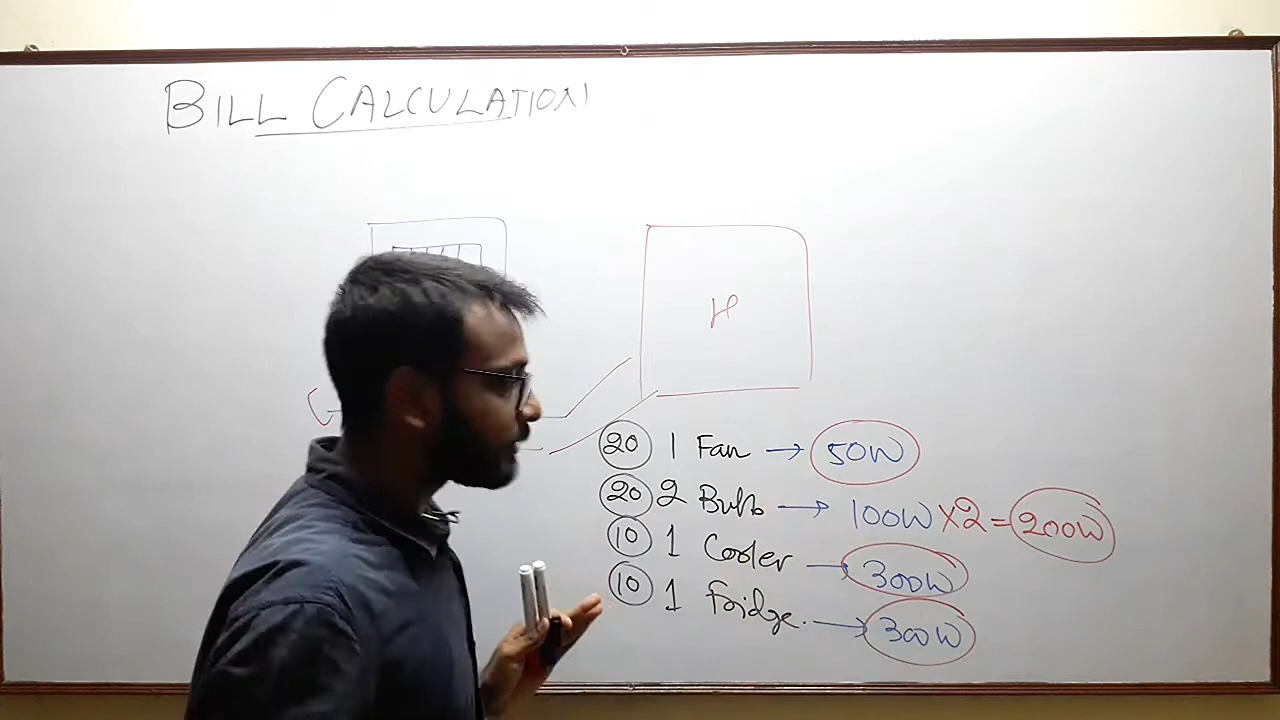 BILL CALCULATION
H
20 1 Fan → 50W
20 2 Bulb → 100W X2 = 200W
10 1 Cooler → 300W
10 1 Fridge. → 300W